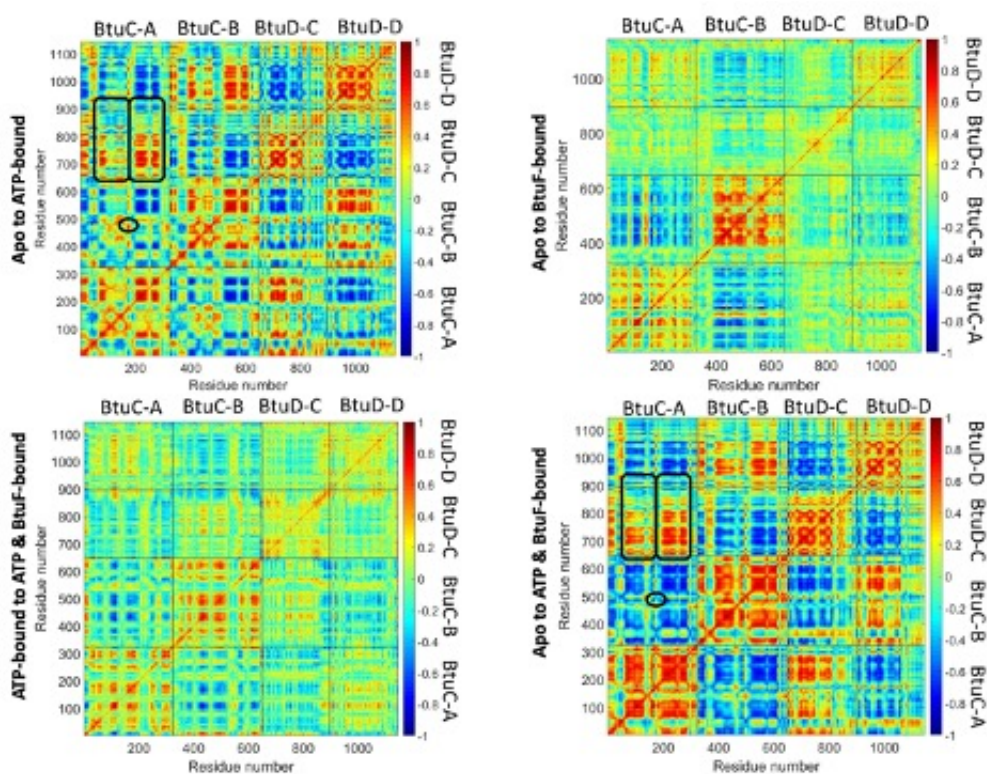 BtuC-A BtuC-B BtuD-C BtuD-D
Apo to ATP-bound
Residue number
1100
1000
900
800
700
600
500
400
300
200
100
200 400 600 800 1000
Residue number
1
0.8
0.6
0.4
0.2
0
-0.2
-0.4
-0.6
-0.8
-1
BtuD-D
BtuD-C
BtuC-B
BtuC-A
Apo to BtuF-bound
Residue number
1000
800
600
400
200
200 400 600 800 1000
Residue number
1
0.8
0.6
0.4
0.2
0
-0.2
-0.4
-0.6
-0.8
-1
BtuD-D
BtuD-C
BtuC-B
BtuC-A
BtuC-A BtuC-B BtuD-C BtuD-D
ATP-bound to ATP & BtuF-bound
Residue number
1100
1000
900
800
700
600
500
400
300
200
100
200 400 600 800 1000
Residue number
1
0.8
0.6
0.4
0.2
0
-0.2
-0.4
-0.6
-0.8
-1
BtuD-D
BtuD-C
BtuC-B
BtuC-A
BtuC-A BtuC-B BtuD-C BtuD-D
Apo to ATP & BtuF-bound
Residue number
1100
1000
900
800
700
600
500
400
300
200
100
200 400 600 800 1000
Residue number
1
0.8
0.6
0.4
0.2
0
-0.2
-0.4
-0.6
-0.8
-1
BtuD-D
BtuD-C
BtuC-B
BtuC-A